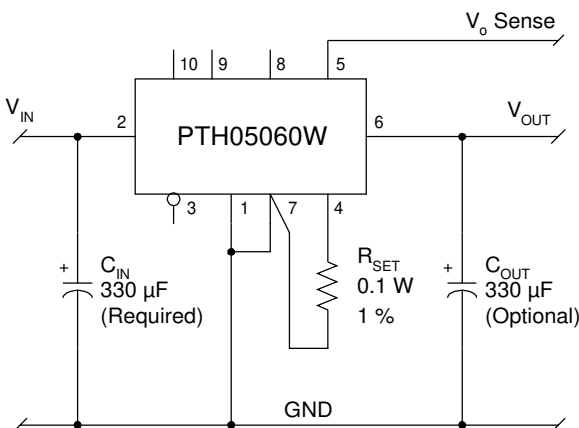 V_o Sense
10 9 8 5
V_IN
2 PTH05060W 6
V_OUT
3 1 7 4
+ C_IN
330 µF
(Required)
R_SET
0.1 W
1 %
+ C_OUT
330 µF
(Optional)
GND